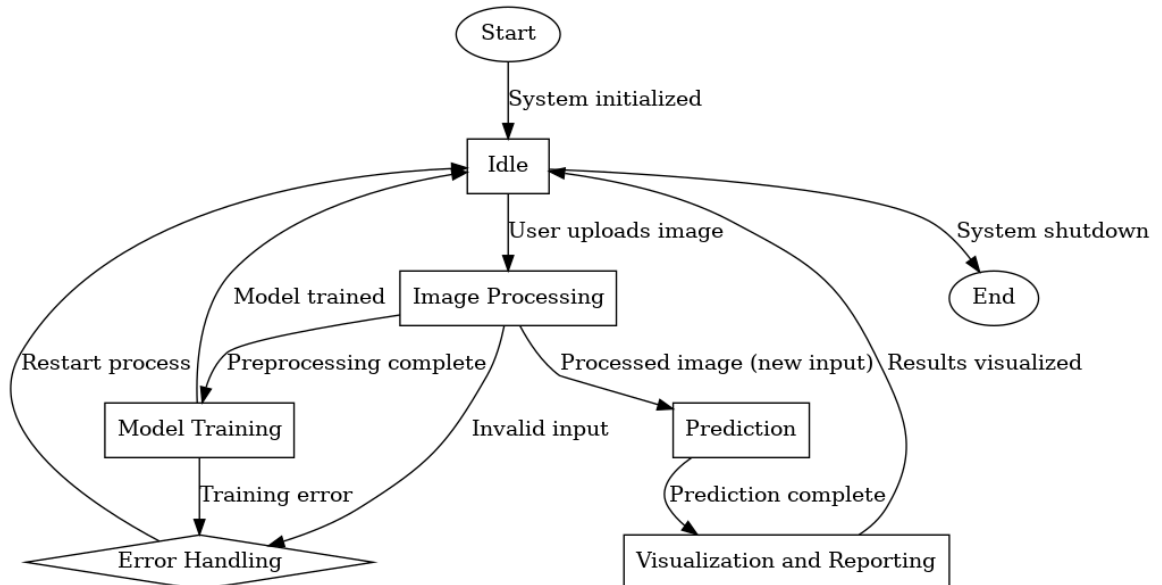 Start
System initialized
Idle
User uploads image
System shutdown
Model trained
Image Processing
End
Restart process
Preprocessing complete
Processed image (new input)
Results visualized
Model Training
Invalid input
Prediction
Training error
Prediction complete
Error Handling
Visualization and Reporting